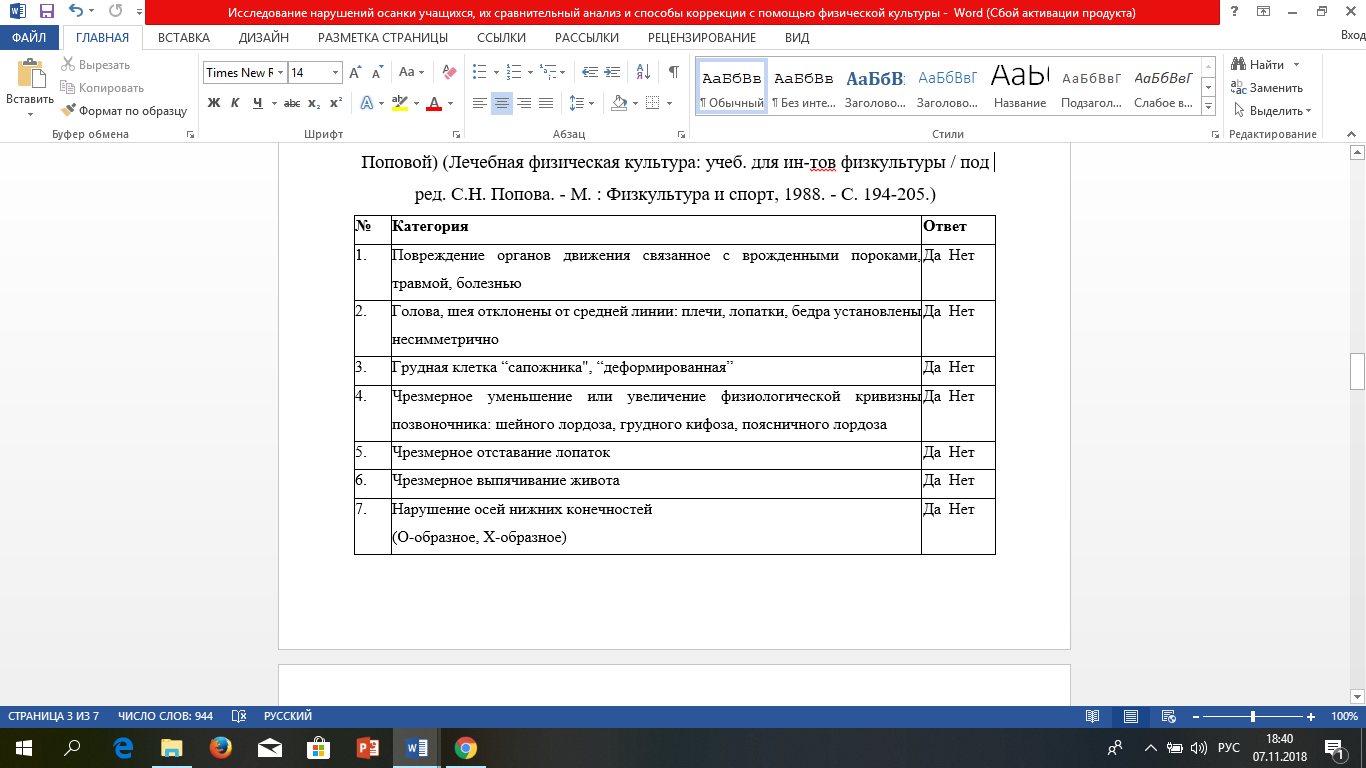 Исследование нарушений осанки учащихся, их сравнительный анализ и способы коррекции с помощью физической культуры - Word (Сбой активации продукта)
ФАЙЛ ГЛАВНАЯ ВСТАВКА ДИЗАЙН РАЗМЕТКА СТРАНИЦЫ ССЫЛКИ РАССЫЛКИ РЕЦЕНЗИРОВАНИЕ ВИД Вход
Вставить
Вырезать
Копировать
Формат по образцу
Буфер обмена
Times New R 14
Ж К Ч abc x₂ x²
Шрифт
Абзац
АаБбВв АаБбВв АаБбВ: АаБбВвГ АаЬ АаБбВвГ АаБбВвГ
¶ Обычный ¶ Без инте... Заголово... Заголово... Название Подзагол... Слабое в...
Стили
Найти
Заменить
Выделить
Редактирование
Поповой) (Лечебная физическая культура: учеб. для ин-тов физкультуры / под
ред. С.Н. Попова. - М. : Физкультура и спорт, 1988. - С. 194-205.)
№ Категория Ответ
1. Повреждение органов движения связанное с врожденными пороками, Да Нет
травмой, болезнью
2. Голова, шея отклонены от средней линии: плечи, лопатки, бедра установлены Да Нет
несимметрично
3. Грудная клетка “сапожника", “деформированная” Да Нет
4. Чрезмерное уменьшение или увеличение физиологической кривизны Да Нет
позвоночника: шейного лордоза, грудного кифоза, поясничного лордоза
5. Чрезмерное отставание лопаток Да Нет
6. Чрезмерное выпячивание живота Да Нет
7. Нарушение осей нижних конечностей Да Нет
(О-образное, Х-образное)
СТРАНИЦА 3 ИЗ 7 ЧИСЛО СЛОВ: 944 РУССКИЙ 100%
РУС
18:40
07.11.2018